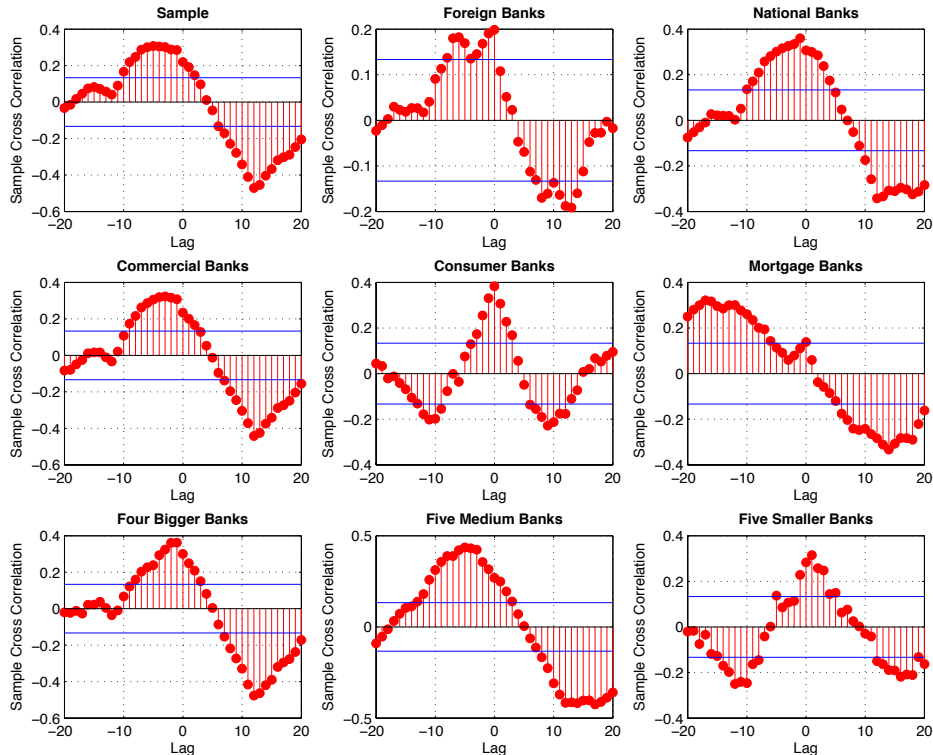 Sample
Sample Cross Correlation
0.4
0.2
0
−0.2
−0.4
−0.6
−20 −10 0 10 20
Lag
Foreign Banks
Sample Cross Correlation
0.2
0.1
0
−0.1
−0.2
−20 −10 0 10 20
Lag
National Banks
Sample Cross Correlation
0.4
0.2
0
−0.2
−0.4
−20 −10 0 10 20
Lag
Commercial Banks
Sample Cross Correlation
0.4
0.2
0
−0.2
−0.4
−0.6
−20 −10 0 10 20
Lag
Consumer Banks
Sample Cross Correlation
0.4
0.2
0
−0.2
−0.4
−20 −10 0 10 20
Lag
Mortgage Banks
Sample Cross Correlation
0.4
0.2
0
−0.2
−0.4
−20 −10 0 10 20
Lag
Four Bigger Banks
Sample Cross Correlation
0.4
0.2
0
−0.2
−0.4
−0.6
−20 −10 0 10 20
Lag
Five Medium Banks
Sample Cross Correlation
0.5
0
−0.5
−20 −10 0 10 20
Lag
Five Smaller Banks
Sample Cross Correlation
0.4
0.2
0
−0.2
−0.4
−20 −10 0 10 20
Lag